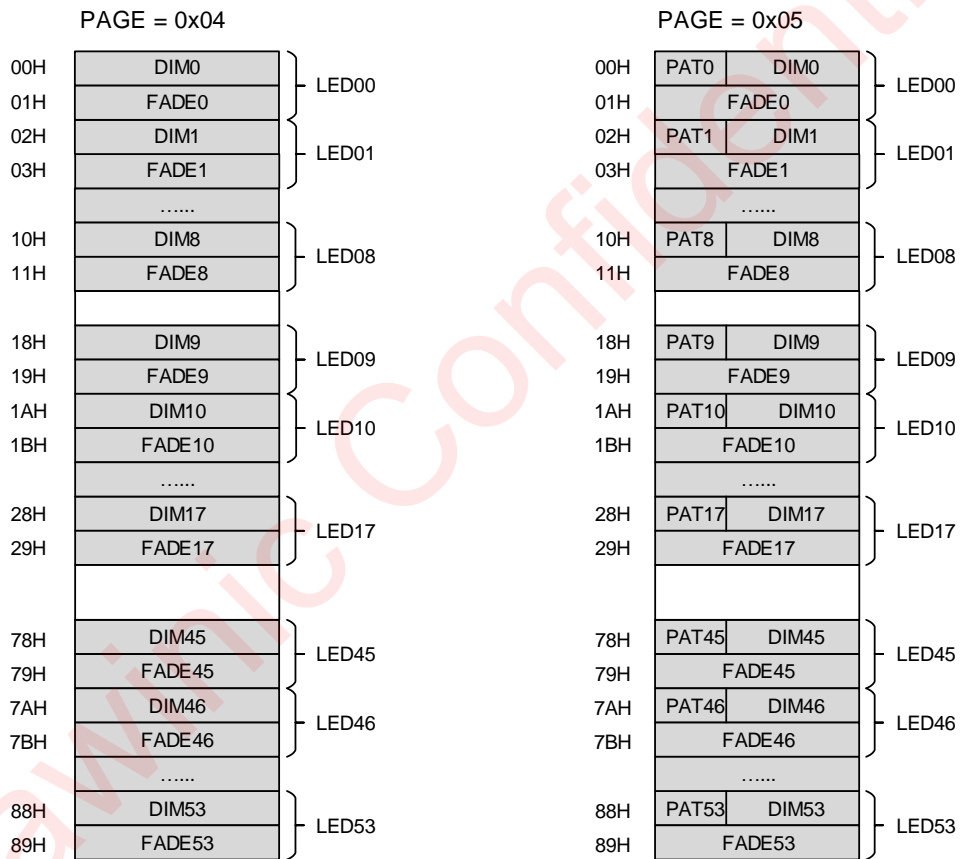 PAGE = 0x04 PAGE = 0x05
00H DIM0 LED00 00H PAT0 DIM0 LED00
01H FADE0 01H FADE0
02H DIM1 LED01 02H PAT1 DIM1 LED01
03H FADE1 03H FADE1
…... …...
10H DIM8 LED08 10H PAT8 DIM8 LED08
11H FADE8 11H FADE8
18H DIM9 LED09 18H PAT9 DIM9 LED09
19H FADE9 19H FADE9
1AH DIM10 LED10 1AH PAT10 DIM10 LED10
1BH FADE10 1BH FADE10
…... …...
28H DIM17 LED17 28H PAT17 DIM17 LED17
29H FADE17 29H FADE17
78H DIM45 LED45 78H PAT45 DIM45 LED45
79H FADE45 79H FADE45
7AH DIM46 LED46 7AH PAT46 DIM46 LED46
7BH FADE46 7BH FADE46
…... …...
88H DIM53 LED53 88H PAT53 DIM53 LED53
89H FADE53 89H FADE53
awinic Confidenti